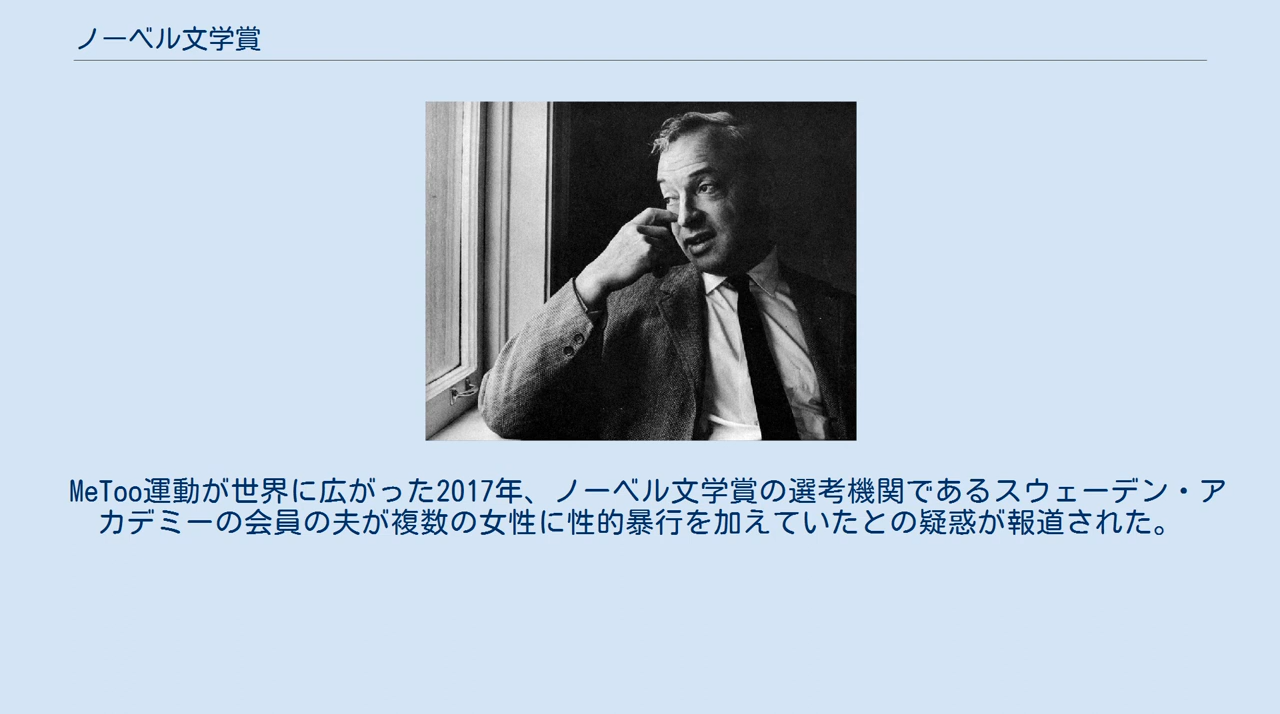 ノーベル文学賞
MeToo運動が世界に広がった2017年、ノーベル文学賞の選考機関であるスウェーデン・ア
カデミーの会員の夫が複数の女性に性的暴行を加えていたとの疑惑が報道された。